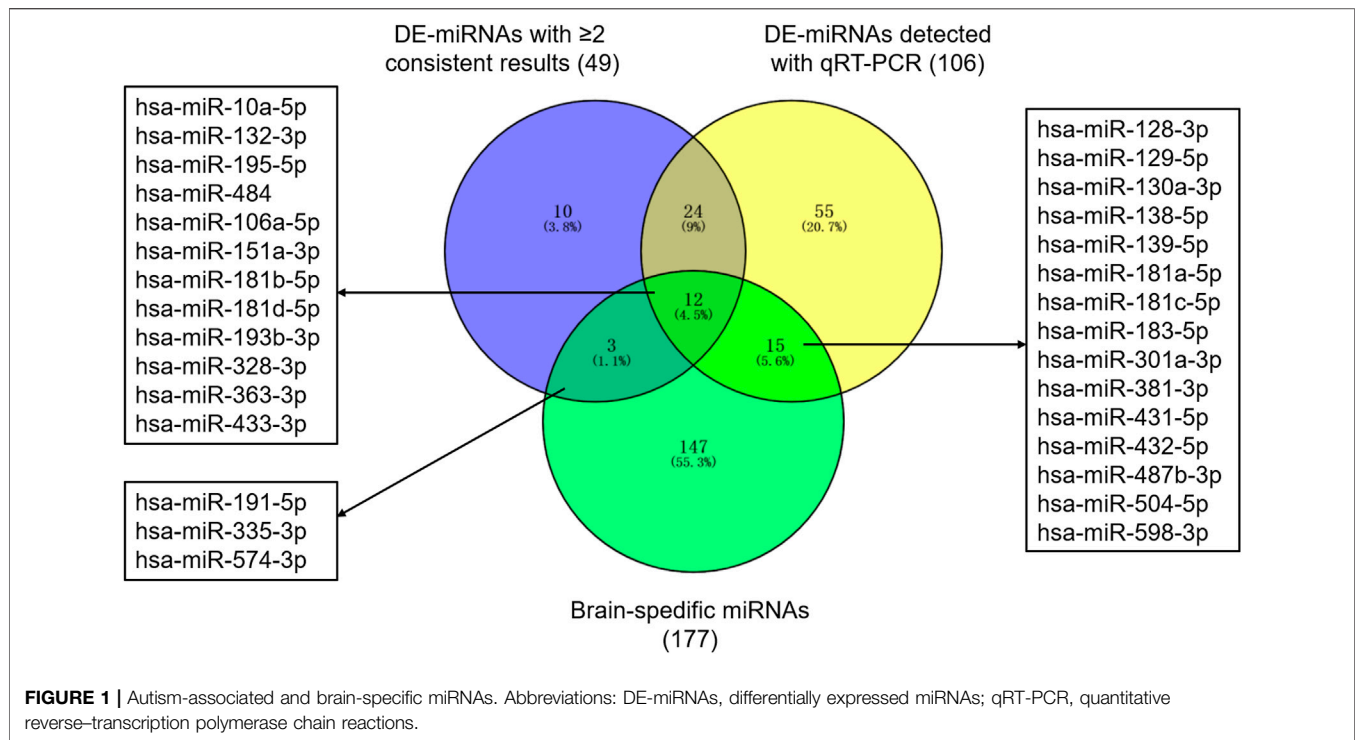 DE-miRNAs with ≥2
consistent results (49)
DE-miRNAs detected
with qRT-PCR (106)
hsa-miR-10a-5p
hsa-miR-132-3p
hsa-miR-195-5p
hsa-miR-484
hsa-miR-106a-5p
hsa-miR-151a-3p
hsa-miR-181b-5p
hsa-miR-181d-5p
hsa-miR-193b-3p
hsa-miR-328-3p
hsa-miR-363-3p
hsa-miR-433-3p
hsa-miR-191-5p
hsa-miR-335-3p
hsa-miR-574-3p
10
(3.8%)
24
(9%)
55
(20.7%)
12
(4.5%)
3
(1.1%)
15
(5.6%)
147
(55.3%)
hsa-miR-128-3p
hsa-miR-129-5p
hsa-miR-130a-3p
hsa-miR-138-5p
hsa-miR-139-5p
hsa-miR-181a-5p
hsa-miR-181c-5p
hsa-miR-183-5p
hsa-miR-301a-3p
hsa-miR-381-3p
hsa-miR-431-5p
hsa-miR-432-5p
hsa-miR-487b-3p
hsa-miR-504-5p
hsa-miR-598-3p
Brain-spedific miRNAs
(177)
FIGURE 1 | Autism-associated and brain-specific miRNAs. Abbreviations: DE-miRNAs, differentially expressed miRNAs; qRT-PCR, quantitative
reverse–transcription polymerase chain reactions.